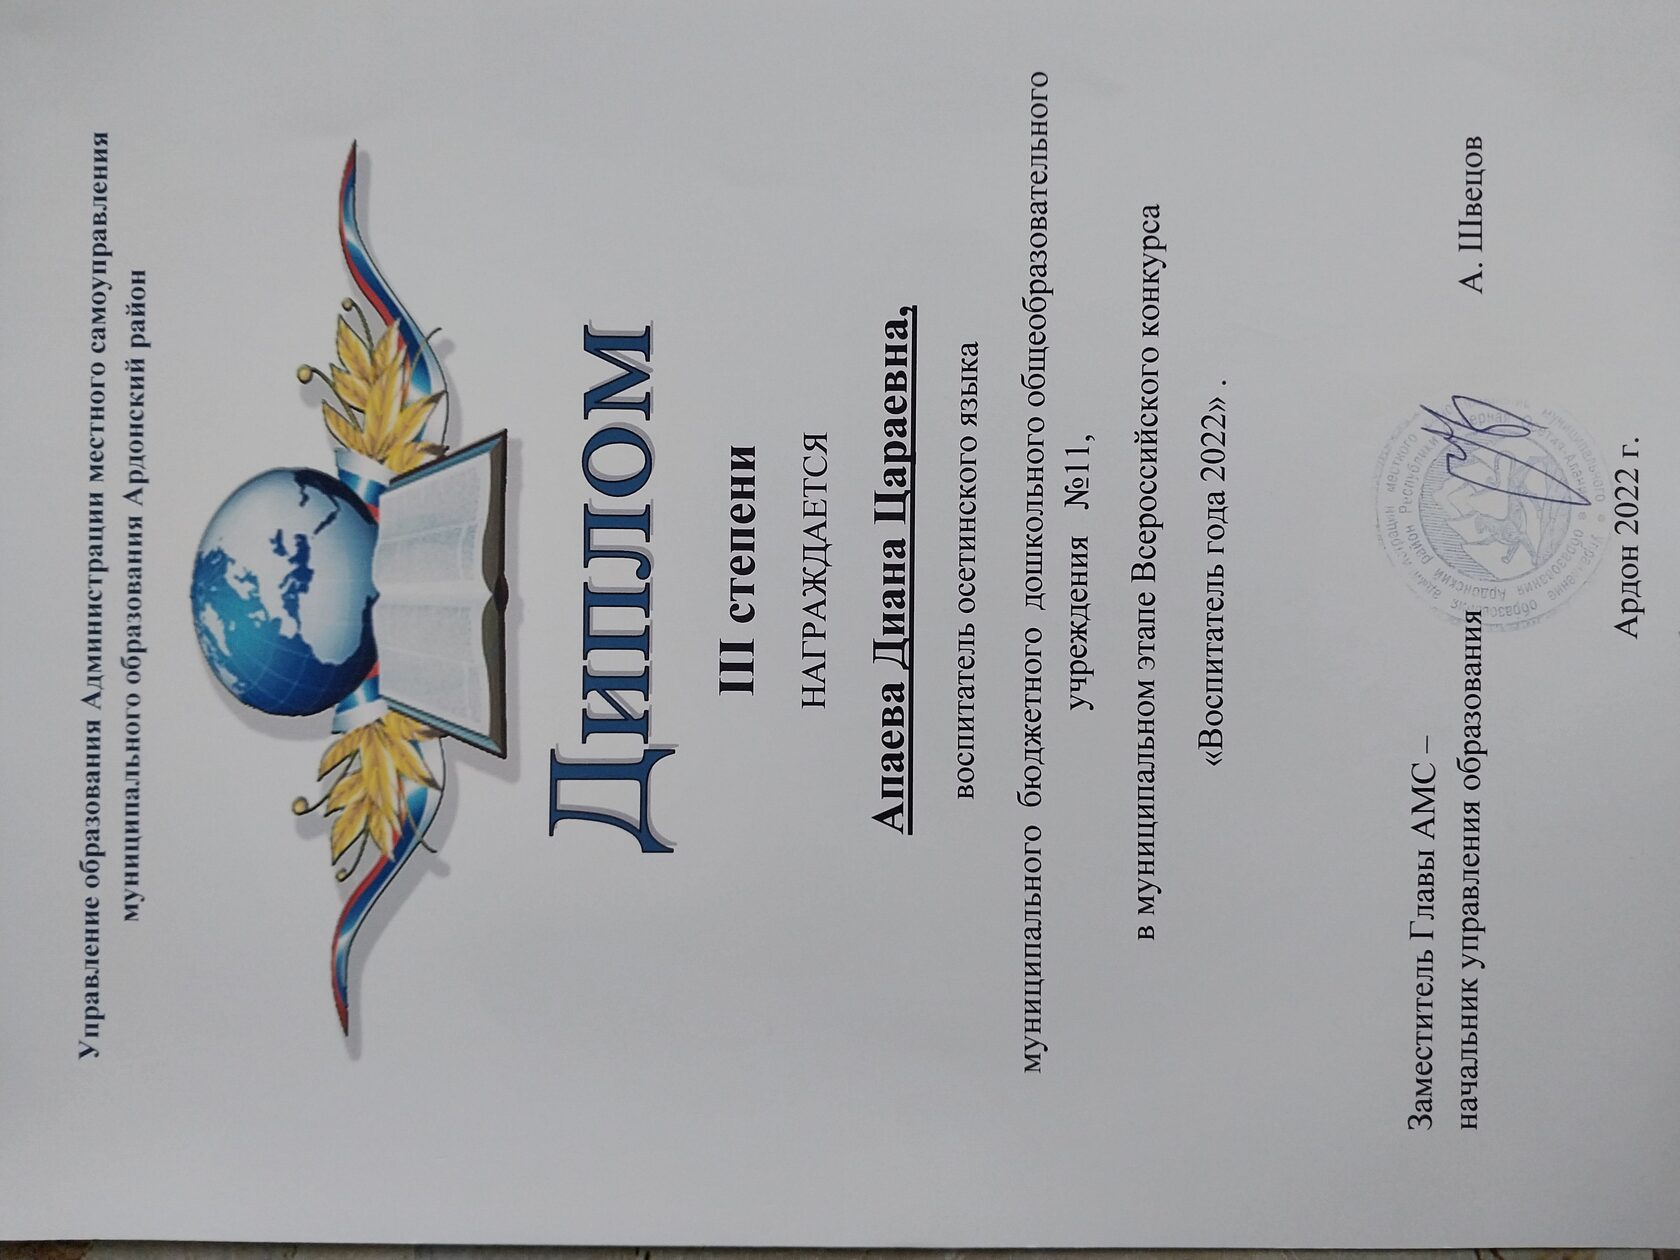 Управление образования Администрации местного самоуправления
муниципального образования Ардонский район
Диплом
III степени
НАГРАЖДАЕТСЯ
Апаева Диана Цараевна,
воспитатель осетинского языка
муниципального бюджетного дошкольного общеобразовательного
учреждения №11,
в муниципальном этапе Всероссийского конкурса
«Воспитатель года 2022» .
Заместитель Главы АМС –
начальник управления образования А. Швецов
Ардон 2022 г.